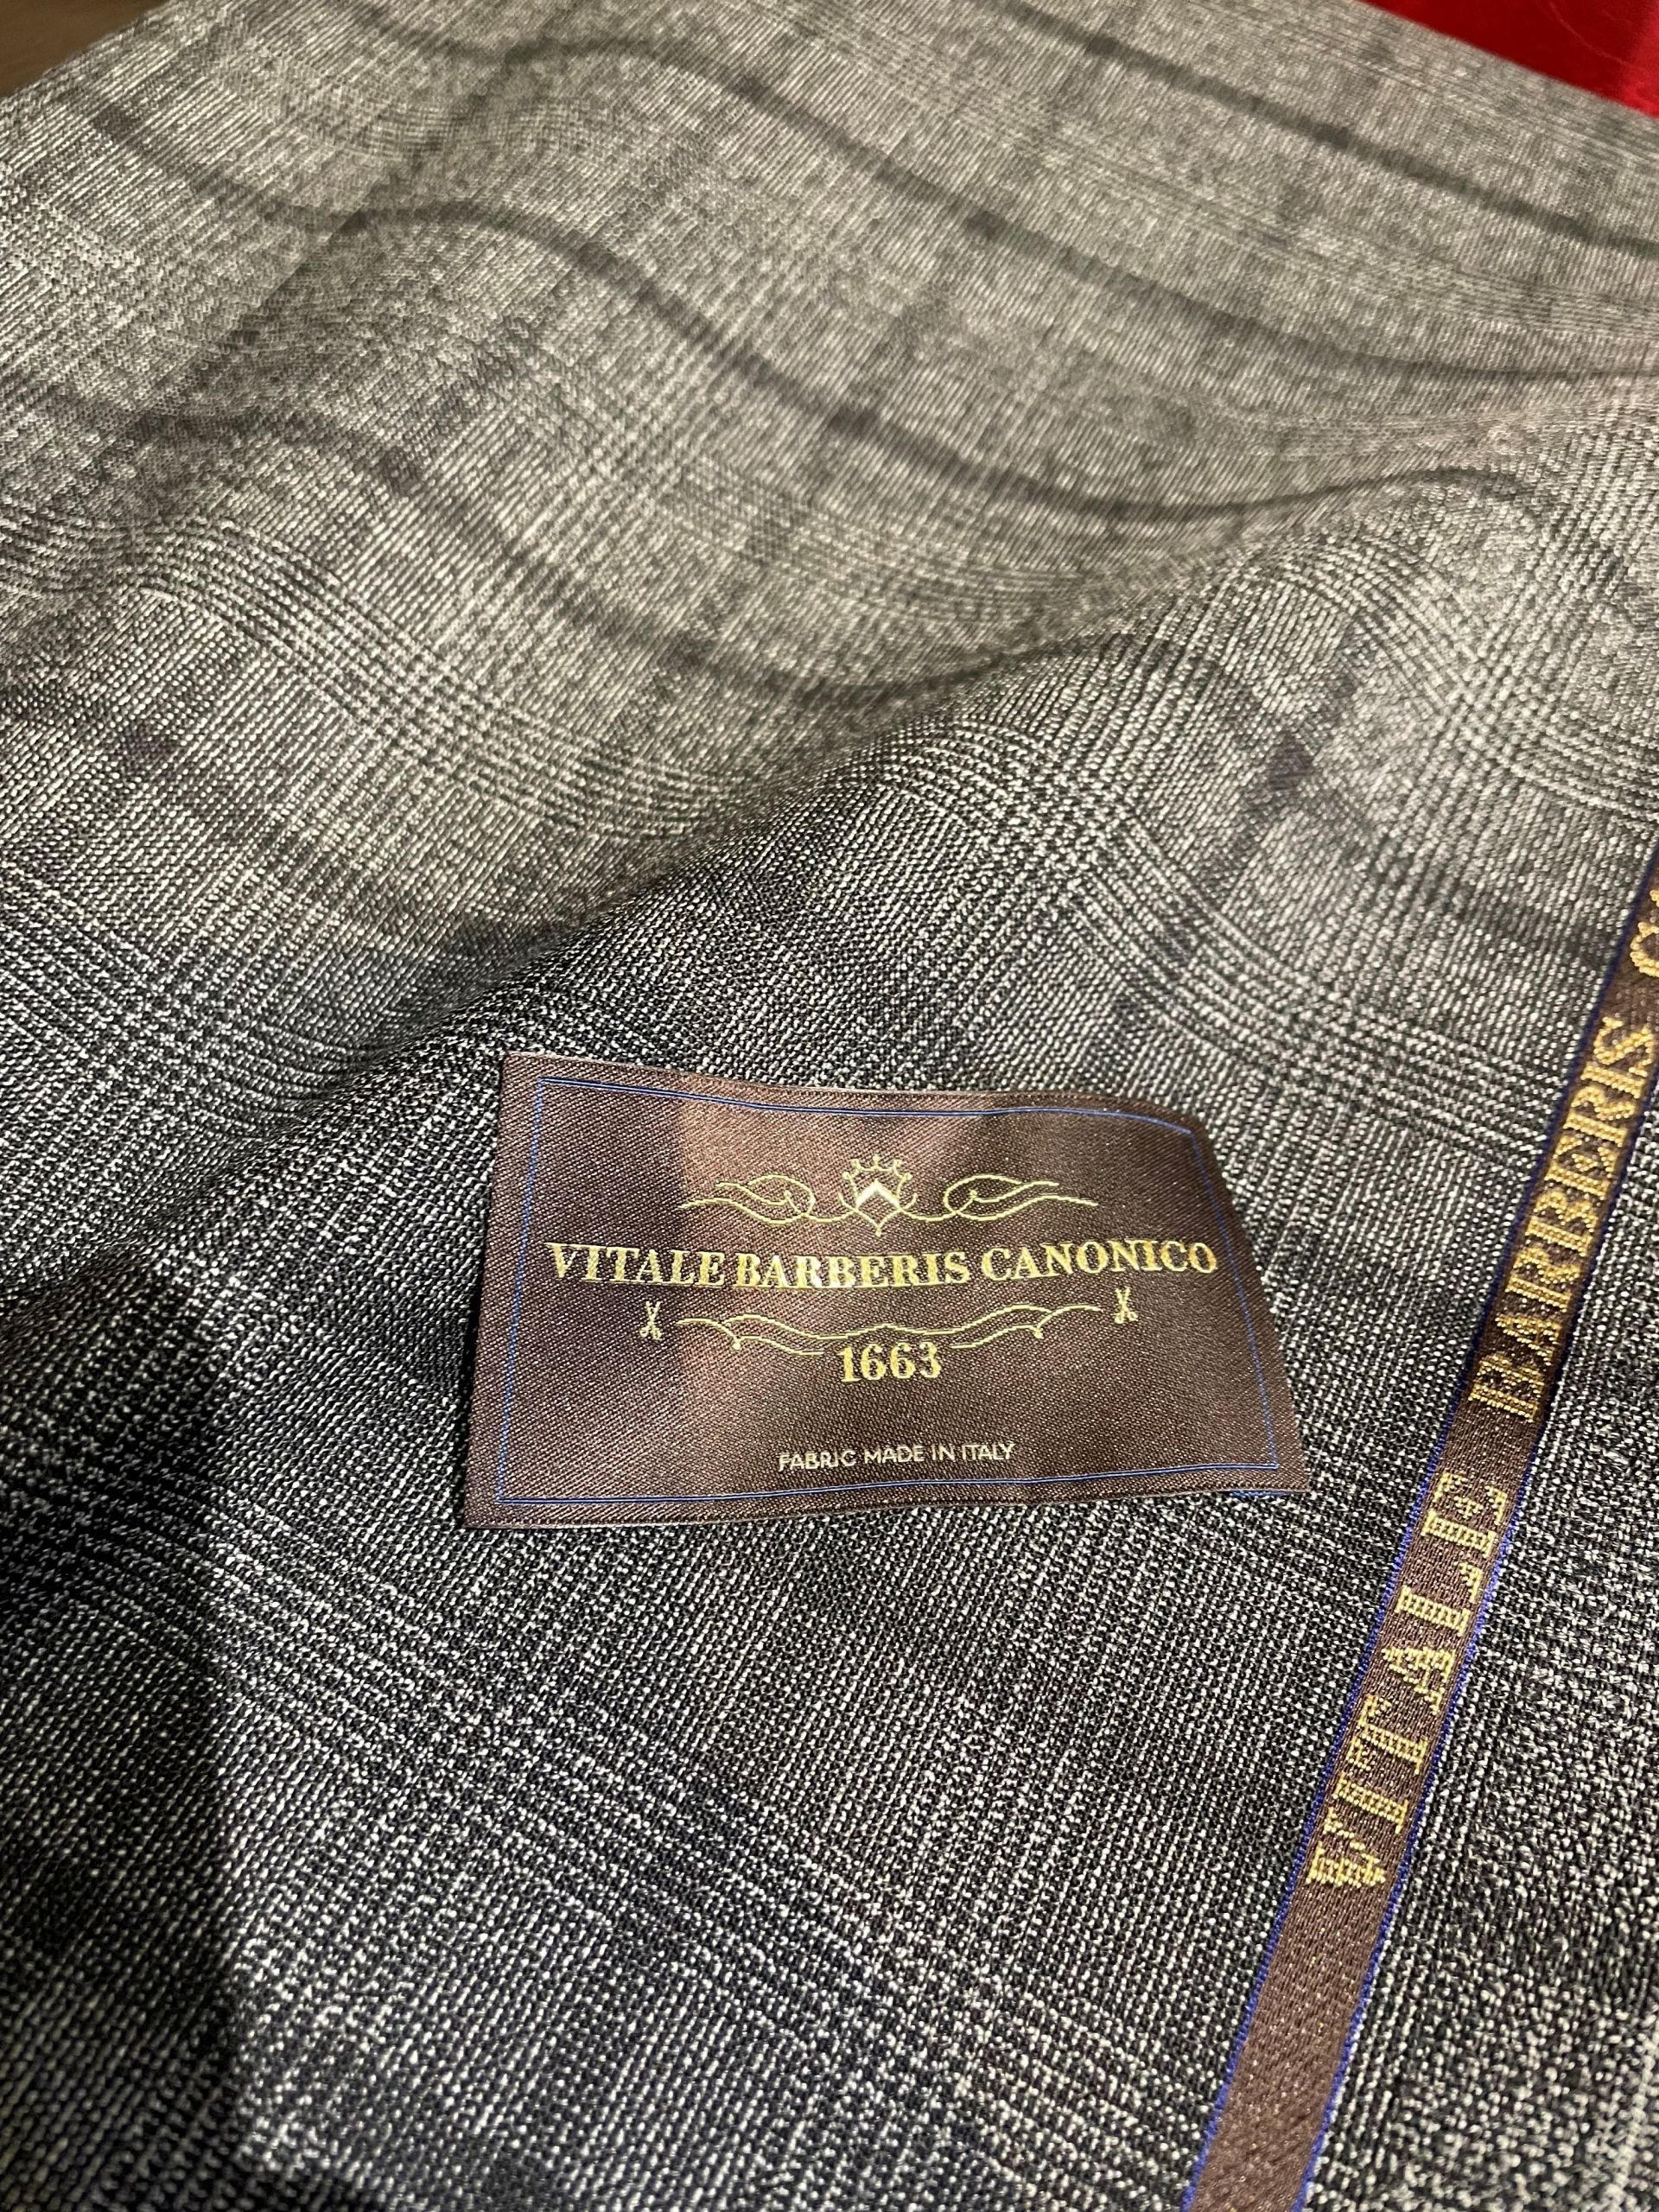 VITALE BARBERIS CANONICO
1663
FABRIC MADE IN ITALY
VITALE BARBERIS